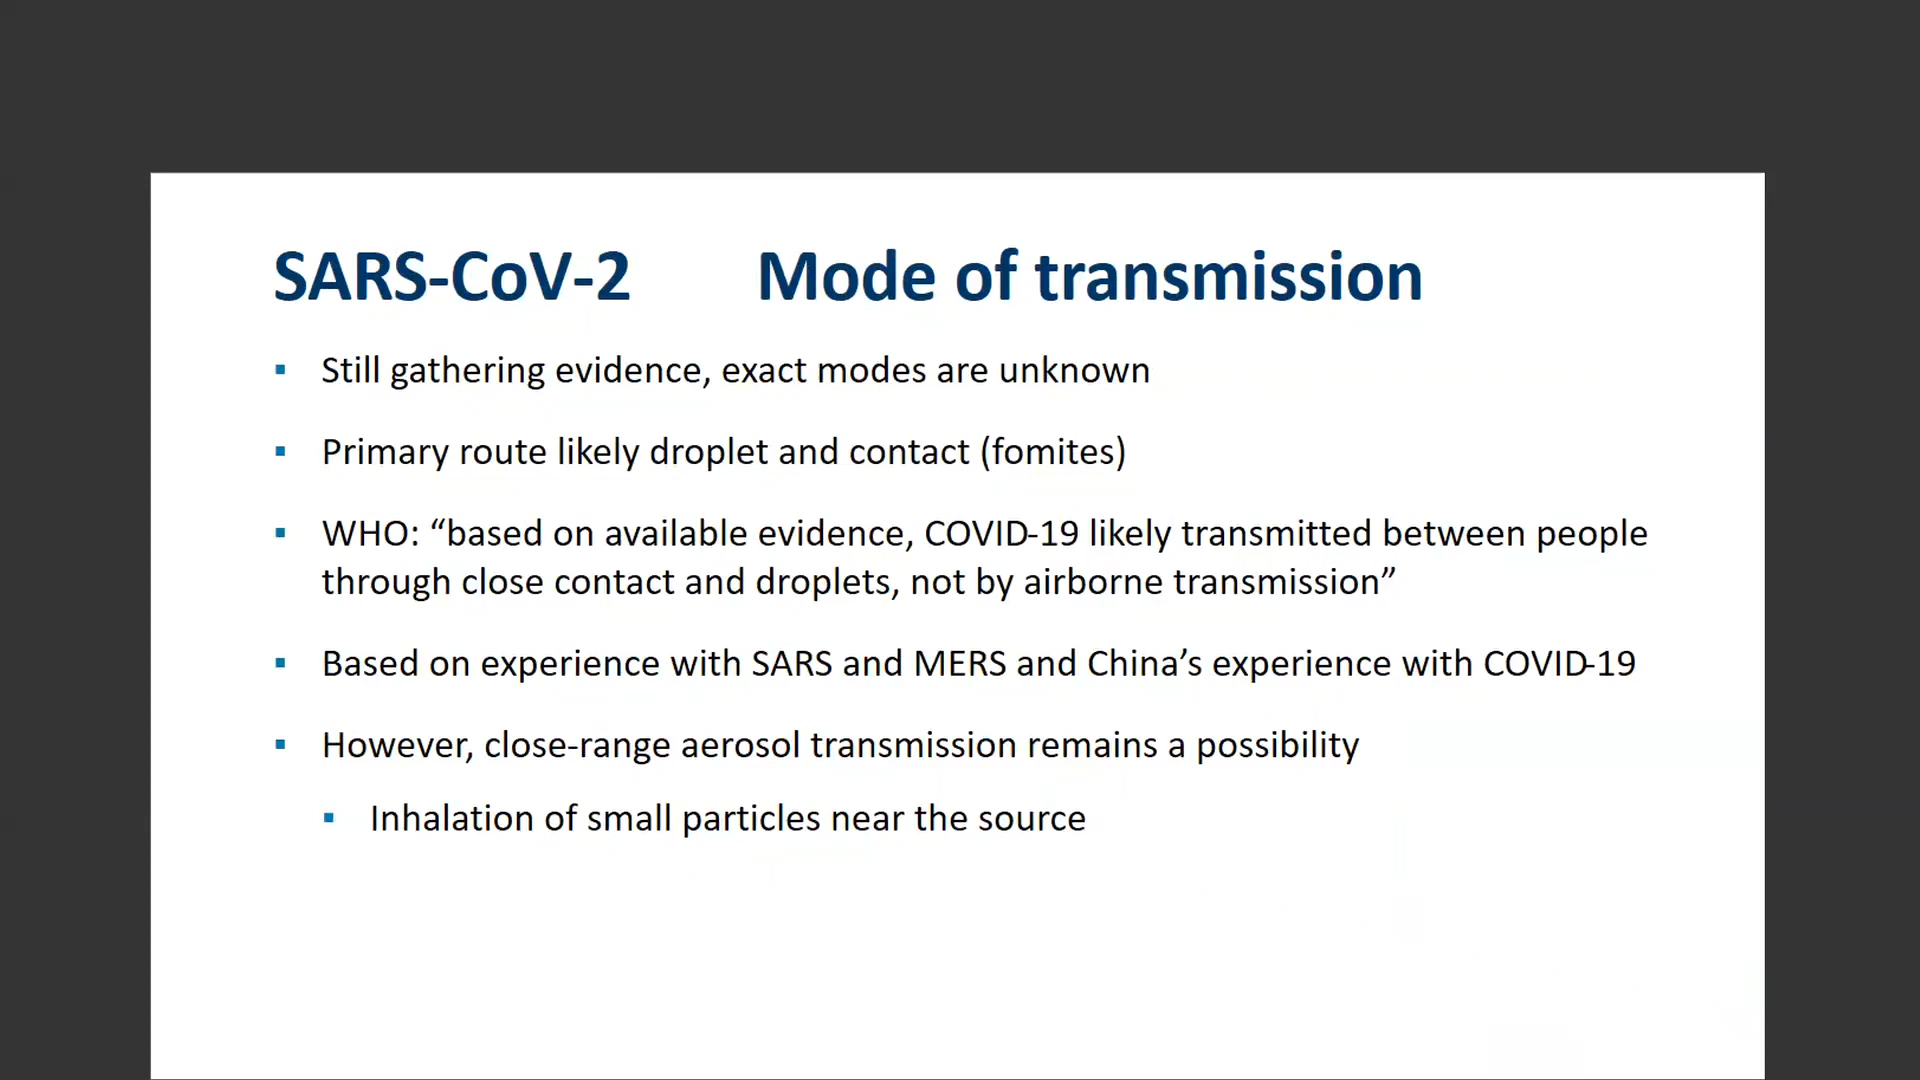 SARS-CoV-2 Mode of transmission
▪ Still gathering evidence, exact modes are unknown
▪ Primary route likely droplet and contact (fomites)
▪ WHO: “based on available evidence, COVID-19 likely transmitted between people
through close contact and droplets, not by airborne transmission”
▪ Based on experience with SARS and MERS and China’s experience with COVID-19
▪ However, close-range aerosol transmission remains a possibility
▪ Inhalation of small particles near the source